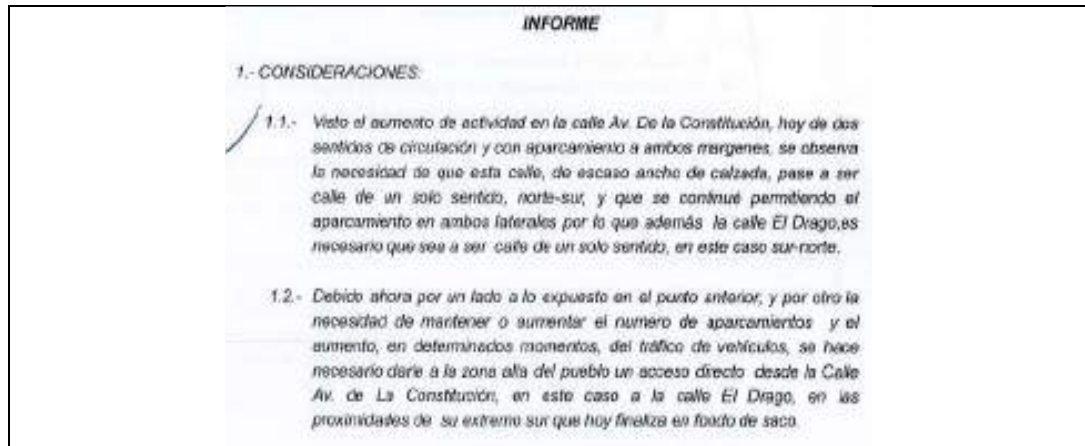 INFORME
1.- CONSIDERACIONES:
1.1.- Visto el aumento de actividad en la calle Av. De la Constitución, hoy de dos
sentidos de circulación y con aparcamiento a ambos margenes, se observa
la necesidad de que esta calle, de escaso ancho de calzada, pase a ser
calle de un solo sentido, norte-sur, y que se continué permitiendo el
aparcamiento en ambos laterales por lo que además la calle El Drago,es
necesario que sea a ser calle de un solo sentido, en este caso sur-norte.
1.2.- Debido ahora por un lado a lo expuesto en el punto anterior, y por otro la
necesidad de mantener o aumentar el numero de aparcamientos y el
aumento, en determinados momentos, del tráfico de vehículos, se hace
necesario darle a la zona alta del pueblo un acceso directo desde la Calle
Av. de La Constitución, en este caso a la calle El Drago, en las
proximidades de su extremo sur que hoy finaliza en fondo de saco.